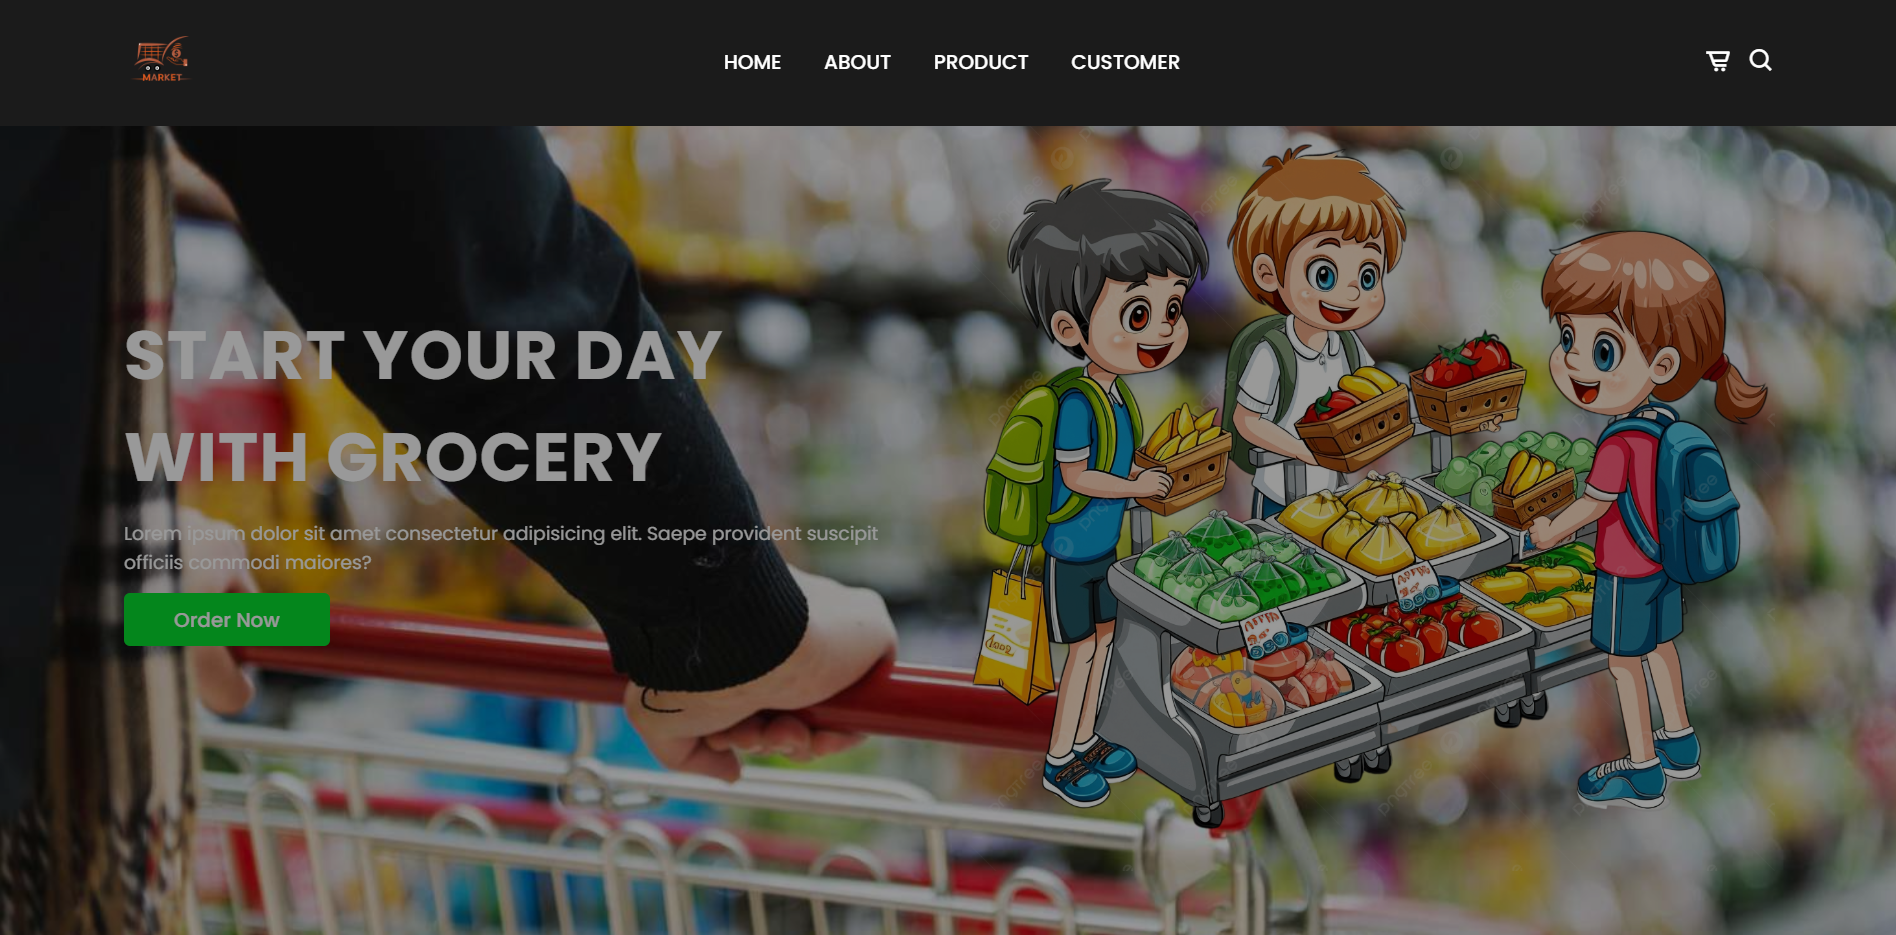 MARKET
HOME ABOUT PRODUCT CUSTOMER
START YOUR DAY
WITH GROCERY
Lorem ipsum dolor sit amet consectetur adipisicing elit. Saepe provident suscipit
officiis commodi maiores?
Order Now
pngtree